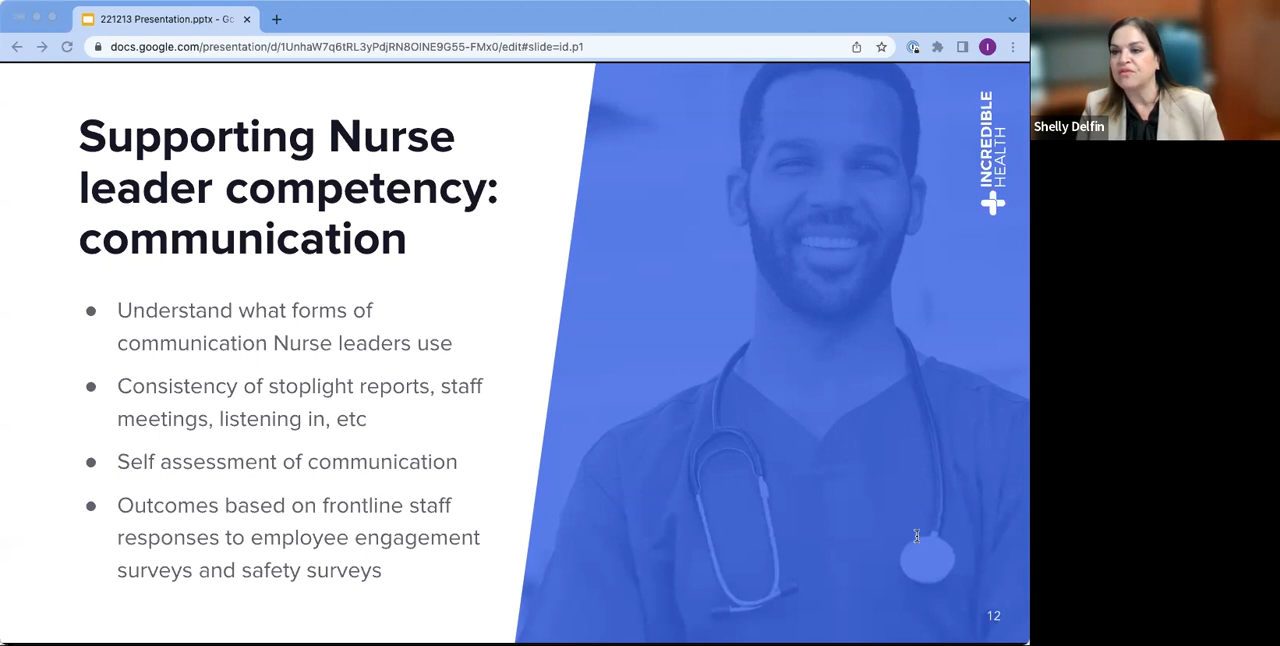 221213 Presentation.pptx - Go
docs.google.com/presentation/d/1UnhaW7q6tRL3yPdjRN8OINE9G55-FMx0/edit#slide=id.p1
I
Supporting Nurse
leader competency:
communication
Understand what forms of
communication Nurse leaders use
Consistency of stoplight reports, staff
meetings, listening in, etc
Self assessment of communication
Outcomes based on frontline staff
responses to employee engagement
surveys and safety surveys
INCREDIBLE
HEALTH
12
Shelly Delfin